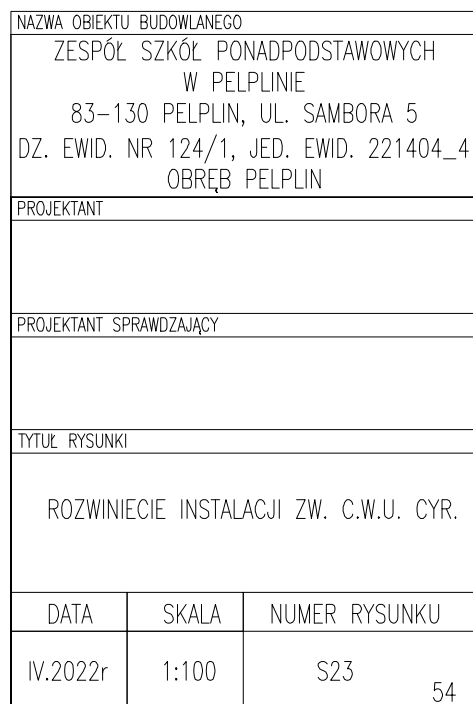 NAZWA OBIEKTU BUDOWLANEGO
ZESPÓŁ SZKÓŁ PONADPODSTAWOWYCH
W PELPLINIE
83-130 PELPLIN, UL. SAMBORA 5
DZ. EWID. NR 124/1, JED. EWID. 221404_4
OBRĘB PELPLIN
PROJEKTANT
PROJEKTANT SPRAWDZAJĄCY
TYTUŁ RYSUNKI
ROZWINIECIE INSTALACJI ZW. C.W.U. CYR.
DATA SKALA NUMER RYSUNKU
IV.2022r 1:100 S23
54